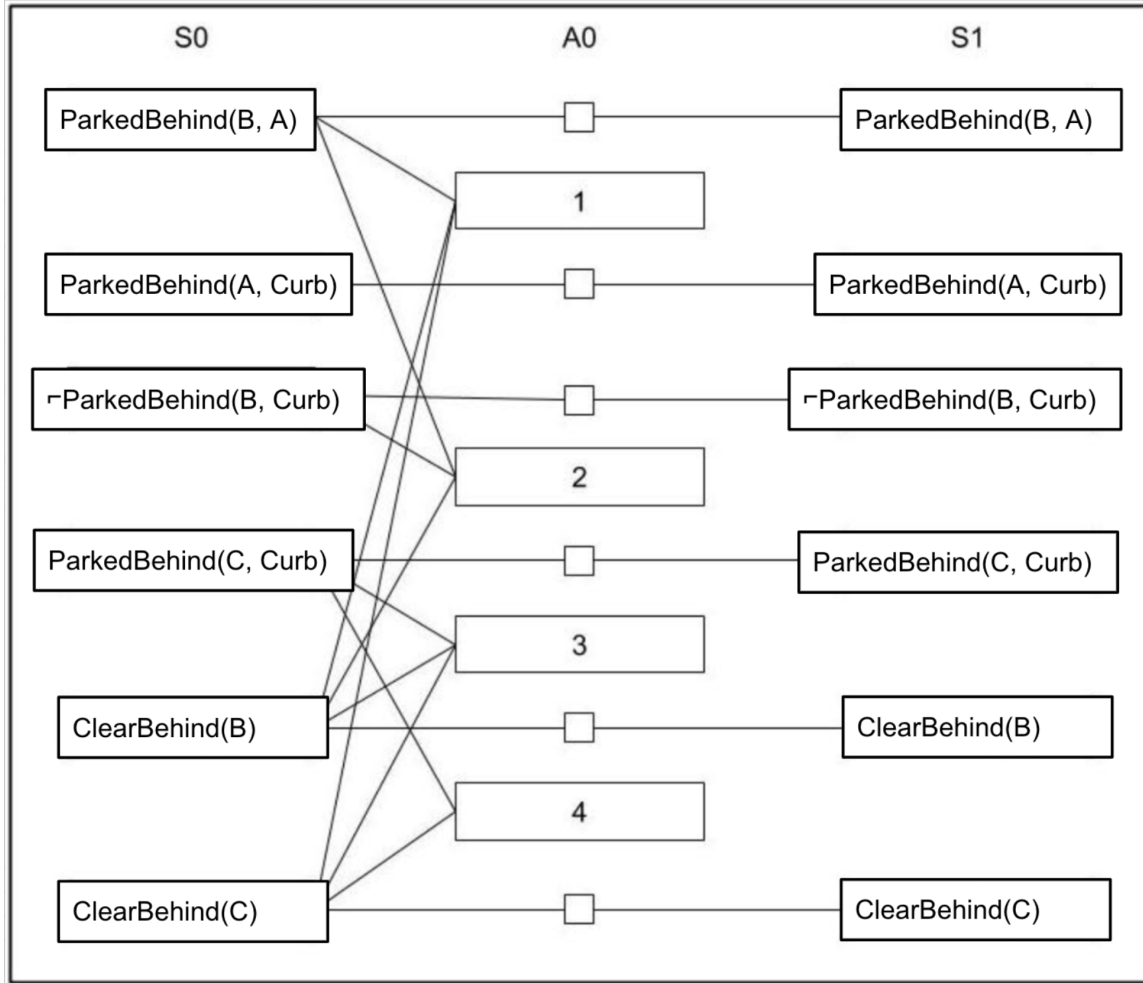 S0 A0 S1
ParkedBehind(B, A) ParkedBehind(B, A)
1
ParkedBehind(A, Curb) ParkedBehind(A, Curb)
⌐ParkedBehind(B, Curb) ⌐ParkedBehind(B, Curb)
2
ParkedBehind(C, Curb) ParkedBehind(C, Curb)
3
ClearBehind(B) ClearBehind(B)
4
ClearBehind(C) ClearBehind(C)